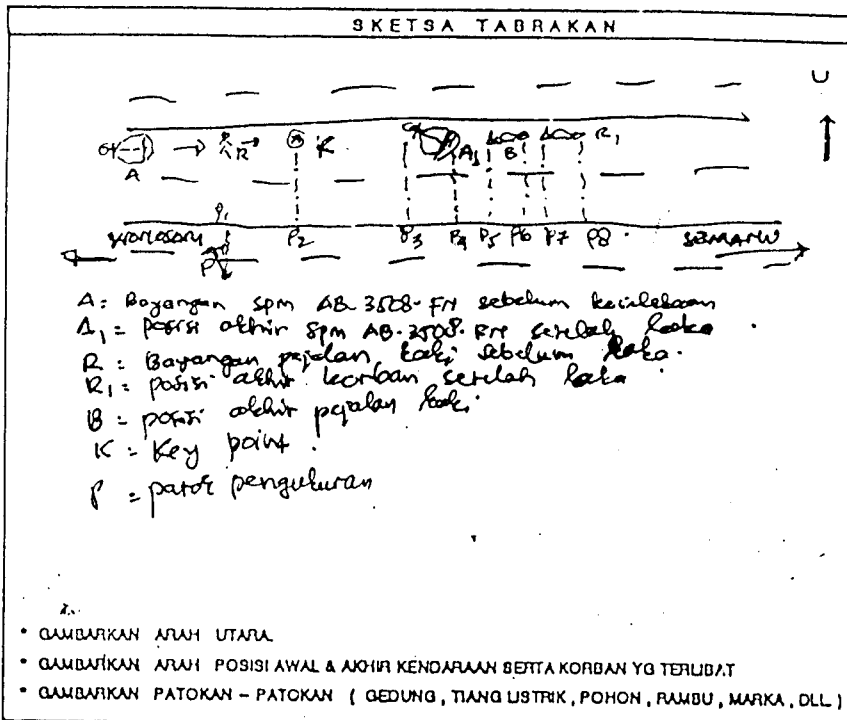 SKETSA TABRAKAN
U
A R K A1 B R1
P1 P2 P3 P4 P5 P6 P7 P8
WONOSARI SEMANU
P
A: Bayangan spm AB-3508-FN sebelum kecelakaan
A1 = posisi akhir spm AB-3508-FN setelah laka.
R = Bayangan pejalan kaki sebelum laka.
R1 = posisi akhir korban setelah laka.
B = posisi akhir pejalan kaki.
K = Key point.
P = patok pengukuran
* GAMBARKAN ARAH UTARA.
* GAMBARKAN ARAH POSISI AWAL & AKHIR KENDARAAN SERTA KORBAN YG TERLIBAT
* GAMBARKAN PATOKAN - PATOKAN ( GEDUNG, TIANG LISTRIK, POHON, RAMBU, MARKA, DLL )